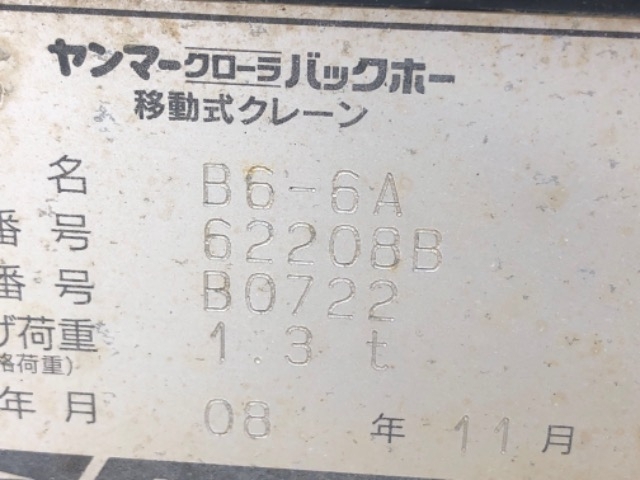 ヤンマークローラバックホー
移動式クレーン
名 B6-6A
番号 62208B
番号 B0722
げ荷重 1.3 t
格荷重)
年月 08 年 11月